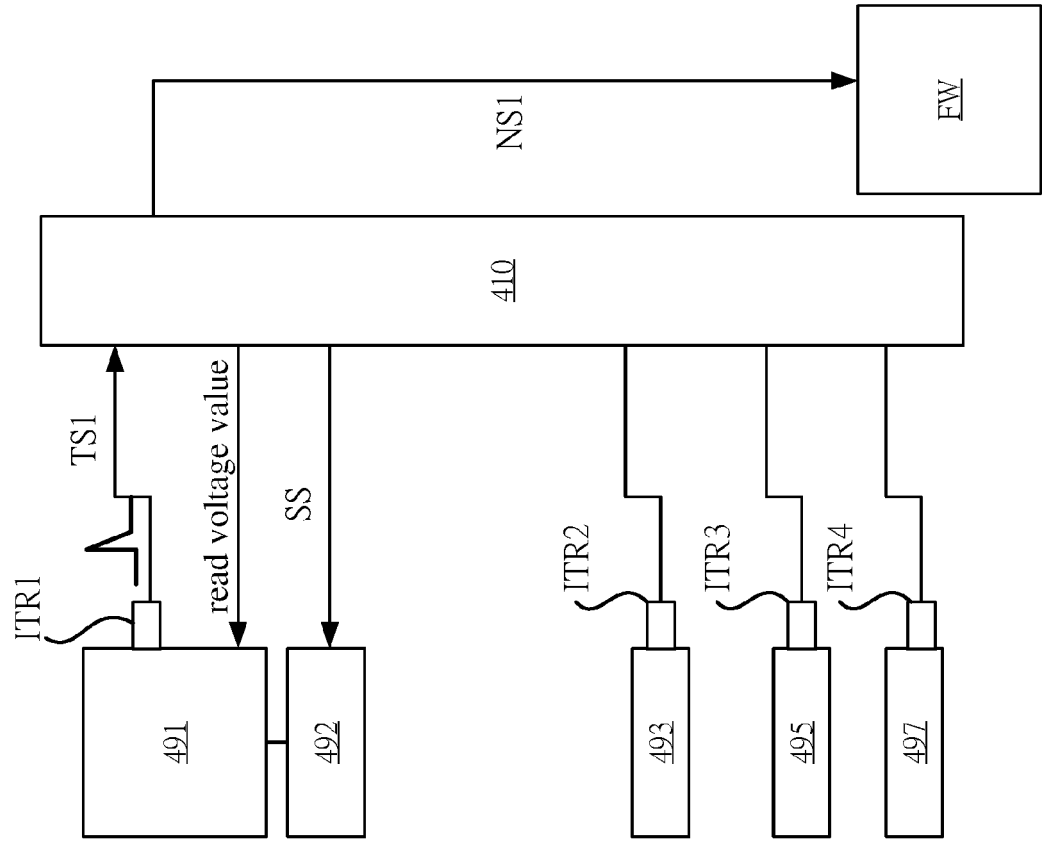 ITR1
TS1
491
read voltage value
SS
492
410
NS1
ITR2
493
ITR3
495
ITR4
497
FW